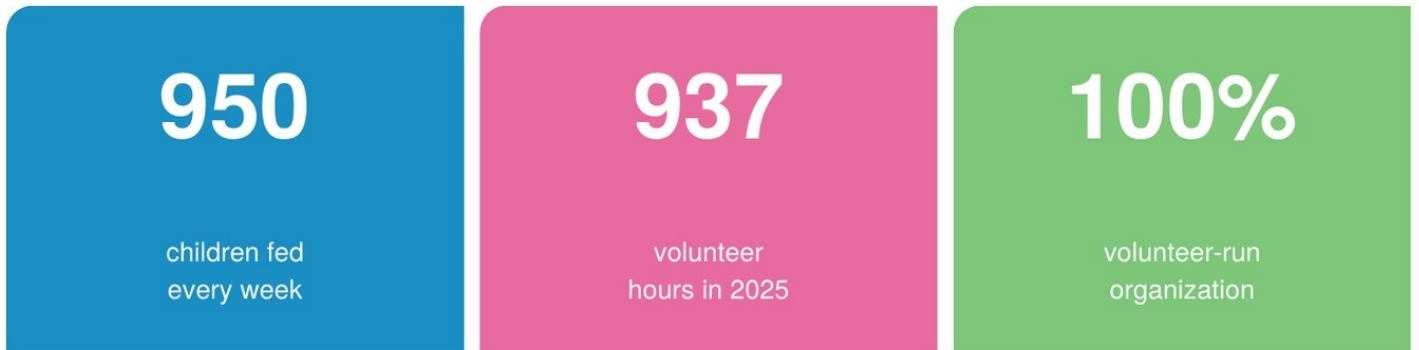 950
children fed
every week
937
volunteer
hours in 2025
100%
volunteer-run
organization